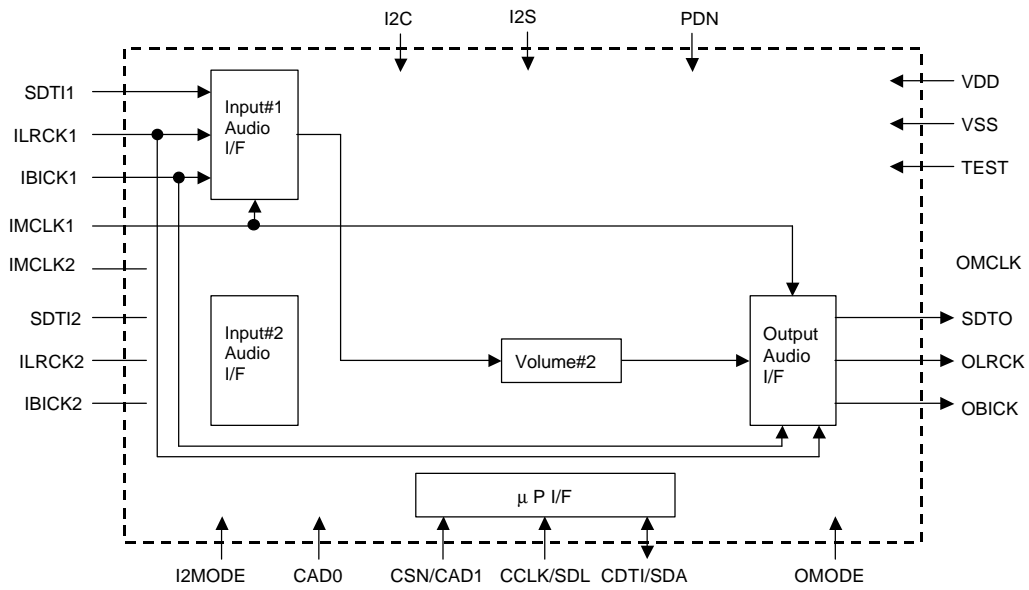 I2C
I2S
PDN
SDTI1
ILRCK1
IBICK1
IMCLK1
IMCLK2
SDTI2
ILRCK2
IBICK2
Input#1
Audio
I/F
Input#2
Audio
I/F
Volume#2
Output
Audio
I/F
VDD
VSS
TEST
OMCLK
SDTO
OLRCK
OBICK
μ P I/F
I2MODE
CAD0
CSN/CAD1
CCLK/SDL
CDTI/SDA
OMODE